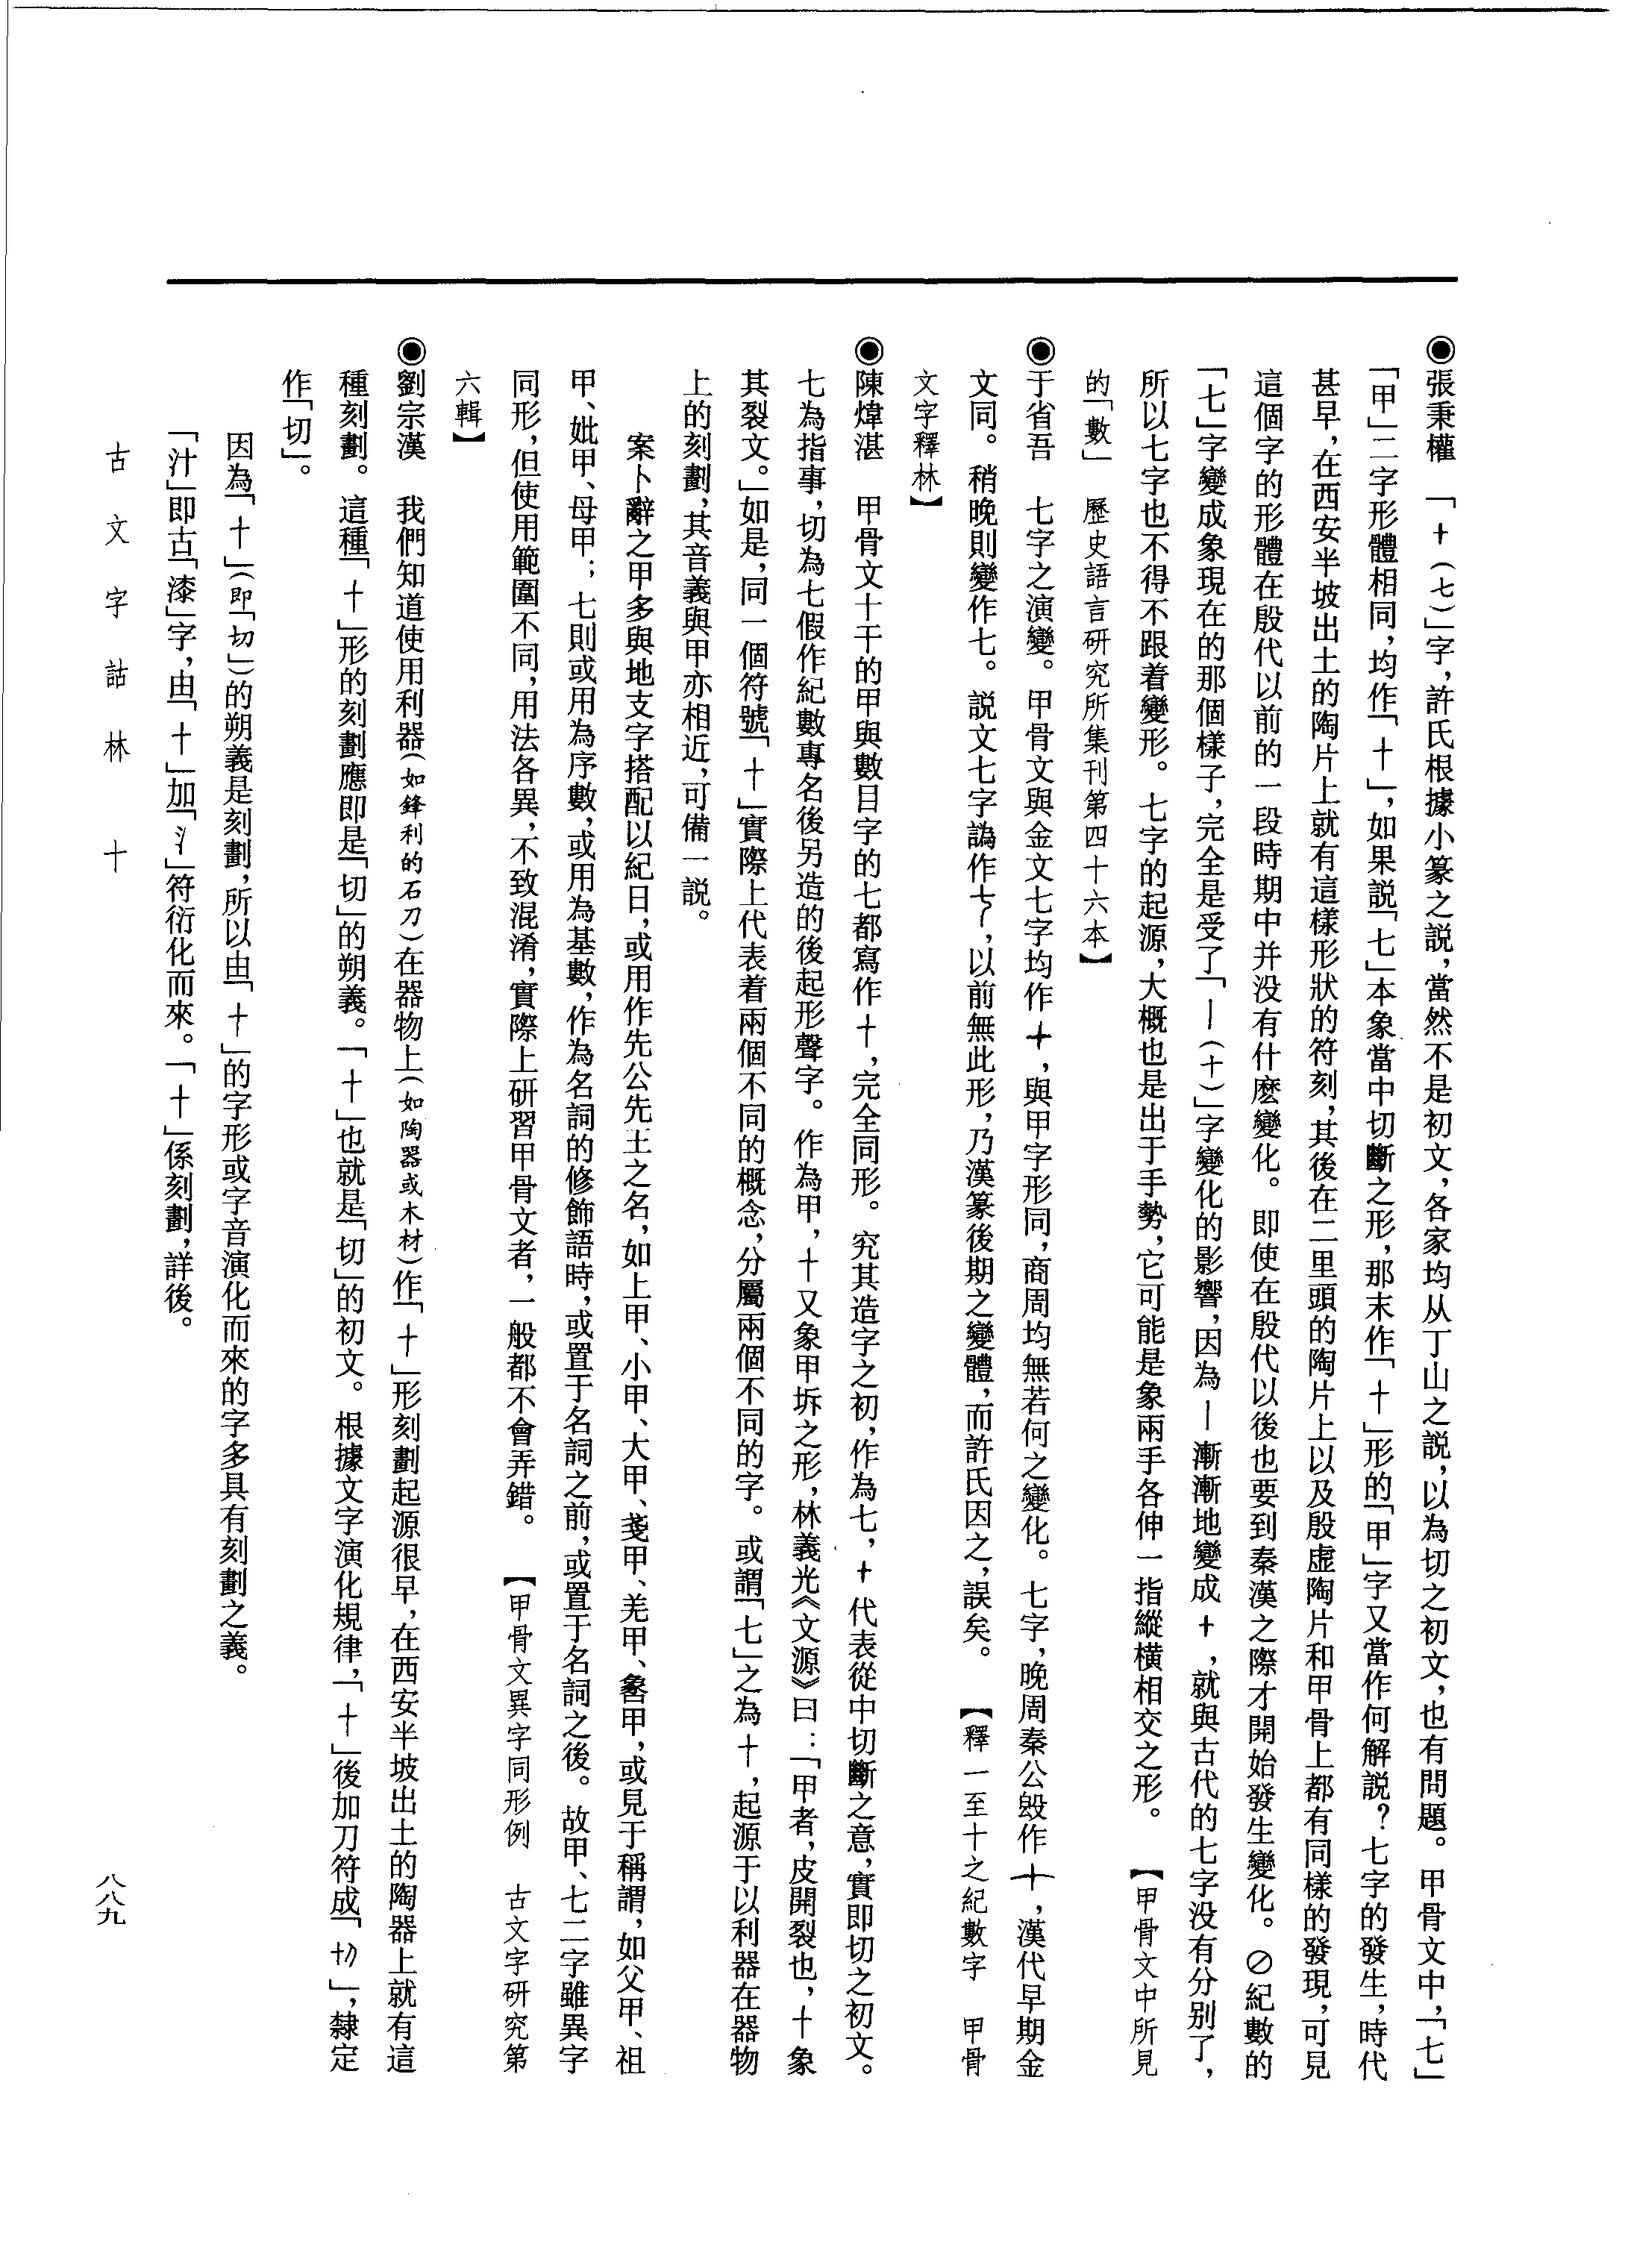 ◉張秉權　「十(七)」字，許氏根據小篆之説，當然不是初文，各家均从丁山之説，以為切之初文，也有問題。甲骨文中，「七」
「甲」二字形體相同，均作「十」，如果説「七」本象當中切斷之形，那末作「十」形的「甲」字又當作何解説？七字的發生，時代
甚早，在西安半坡出土的陶片上就有這樣形狀的符刻，其後在二里頭的陶片上以及殷虛陶片和甲骨上都有同樣的發現，可見
這個字的形體在殷代以前的一段時期中并没有什麽變化。即使在殷代以後也要到秦漢之際才開始發生變化。⊘紀數的
「七」字變成象現在的那個樣子，完全是受了「丨(十)」字變化的影響，因為丨漸漸地變成十，就與古代的七字没有分别了，
所以七字也不得不跟着變形。七字的起源，大概也是出于手勢，它可能是象兩手各伸一指縱橫相交之形。【甲骨文中所見
的「數」　歷史語言研究所集刊第四十六本】
◉于省吾　七字之演變。甲骨文與金文七字均作十，與甲字形同，商周均無若何之變化。七字，晚周秦公𣪘作十，漢代早期金
文同。稍晚則變作七。説文七字譌作，以前無此形，乃漢篆後期之變體，而許氏因之，誤矣。【釋一至十之紀數字　甲骨
文字釋林】
◉陳煒湛　甲骨文十干的甲與數目字的七都寫作十，完全同形。究其造字之初，作為七，十代表從中切斷之意，實即切之初文。
七為指事，切為七假作紀數專名後另造的後起形聲字。作為甲，十又象甲坼之形，林義光《文源》曰：「甲者，皮開裂也，十象
其裂文。」如是，同一個符號「十」實際上代表着兩個不同的概念，分屬兩個不同的字。或謂「七」之為十，起源于以利器在器物
上的刻劃，其音義與甲亦相近，可備一説。
案卜辭之甲多與地支字搭配以紀日，或用作先公先王之名，如上甲、小甲、大甲、戔甲、羌甲、㲋甲，或見于稱謂，如父甲、祖
甲、妣甲、母甲；七則或用為序數，或用為基數，作為名詞的修飾語時，或置于名詞之前，或置于名詞之後。故甲、七二字雖異字
同形，但使用範圍不同，用法各異，不致混淆，實際上研習甲骨文者，一般都不會弄錯。【甲骨文異字同形例　古文字研究第
六輯】
◉劉宗漢　我們知道使用利器(如鋒利的石刀)在器物上(如陶器或木材)作「十」形刻劃起源很早，在西安半坡出土的陶器上就有這
種刻劃。這種「十」形的刻劃應即是「切」的朔義。「十」也就是「切」的初文。根據文字演化規律，「十」後加刀符成「切」，隸定
作「切」。
因為「十」(即「切」)的朔義是刻劃，所以由「十」的字形或字音演化而來的字多具有刻劃之義。
「汁」即古「漆」字，由「十」加「氵」符衍化而來。「十」係刻劃，詳後。
古文字詁林　十
八八九